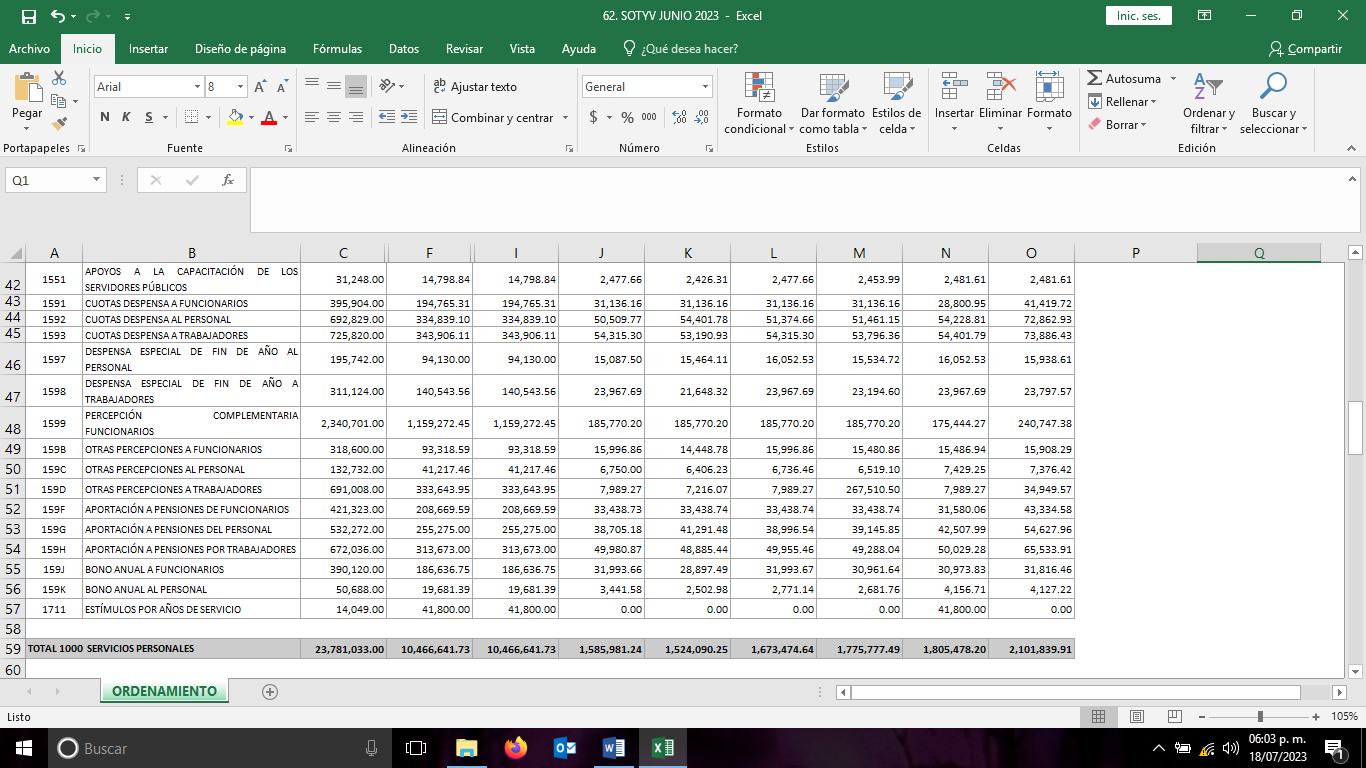 62. SOTYV JUNIO 2023 - Excel
Inic. ses.
Archivo Inicio Insertar Diseño de página Fórmulas Datos Revisar Vista Ayuda ¿Qué desea hacer? Compartir
Pegar
Arial 8
N K S
Ajustar texto
Combinar y centrar
General
$ % 000
Formato condicional
Dar formato como tabla
Estilos de celda
Insertar Eliminar Formato
Autosuma
Rellenar
Borrar
Ordenar y filtrar
Buscar y seleccionar
Portapapeles Fuente Alineación Número Estilos Celdas Edición
Q1 fx
A B C F I J K L M N O P Q
42 1551 APOYOS A LA CAPACITACIÓN DE LOS SERVIDORES PÚBLICOS 31,248.00 14,798.84 14,798.84 2,477.66 2,426.31 2,477.66 2,453.99 2,481.61 2,481.61
43 1591 CUOTAS DESPENSA A FUNCIONARIOS 395,904.00 194,765.31 194,765.31 31,136.16 31,136.16 31,136.16 31,136.16 28,800.95 41,419.72
44 1592 CUOTAS DESPENSA AL PERSONAL 692,829.00 334,839.10 334,839.10 50,509.77 54,401.78 51,374.66 51,461.15 54,228.81 72,862.93
45 1593 CUOTAS DESPENSA A TRABAJADORES 725,820.00 343,906.11 343,906.11 54,315.30 53,190.93 54,315.30 53,796.36 54,401.79 73,886.43
46 1597 DESPENSA ESPECIAL DE FIN DE AÑO AL PERSONAL 195,742.00 94,130.00 94,130.00 15,087.50 15,464.11 16,052.53 15,534.72 16,052.53 15,938.61
47 1598 DESPENSA ESPECIAL DE FIN DE AÑO A TRABAJADORES 311,124.00 140,543.56 140,543.56 23,967.69 21,648.32 23,967.69 23,194.60 23,967.69 23,797.57
48 1599 PERCEPCIÓN COMPLEMENTARIA FUNCIONARIOS 2,340,701.00 1,159,272.45 1,159,272.45 185,770.20 185,770.20 185,770.20 185,770.20 175,444.27 240,747.38
49 159B OTRAS PERCEPCIONES A FUNCIONARIOS 318,600.00 93,318.59 93,318.59 15,996.86 14,448.78 15,996.86 15,480.86 15,486.94 15,908.29
50 159C OTRAS PERCEPCIONES AL PERSONAL 132,732.00 41,217.46 41,217.46 6,750.00 6,406.23 6,736.46 6,519.10 7,429.25 7,376.42
51 159D OTRAS PERCEPCIONES A TRABAJADORES 691,008.00 333,643.95 333,643.95 7,989.27 7,216.07 7,989.27 267,510.50 7,989.27 34,949.57
52 159F APORTACIÓN A PENSIONES DE FUNCIONARIOS 421,323.00 208,669.59 208,669.59 33,438.73 33,438.74 33,438.74 33,438.74 31,580.06 43,334.58
53 159G APORTACIÓN A PENSIONES DEL PERSONAL 532,272.00 255,275.00 255,275.00 38,705.18 41,291.48 38,996.54 39,145.85 42,507.99 54,627.96
54 159H APORTACIÓN A PENSIONES POR TRABAJADORES 672,036.00 313,673.00 313,673.00 49,980.87 48,885.44 49,955.46 49,288.04 50,029.28 65,533.91
55 159J BONO ANUAL A FUNCIONARIOS 390,120.00 186,636.75 186,636.75 31,993.66 28,897.49 31,993.67 30,961.64 30,973.83 31,816.46
56 159K BONO ANUAL AL PERSONAL 50,688.00 19,681.39 19,681.39 3,441.58 2,502.98 2,771.14 2,681.76 4,156.71 4,127.22
57 1711 ESTÍMULOS POR AÑOS DE SERVICIO 14,049.00 41,800.00 41,800.00 0.00 0.00 0.00 0.00 41,800.00 0.00
58
59 TOTAL 1000 SERVICIOS PERSONALES 23,781,033.00 10,466,641.73 10,466,641.73 1,585,981.24 1,524,090.25 1,673,474.64 1,775,777.49 1,805,478.20 2,101,839.91
60
ORDENAMIENTO
Listo 105%
Buscar
06:03 p. m.
18/07/2023
1